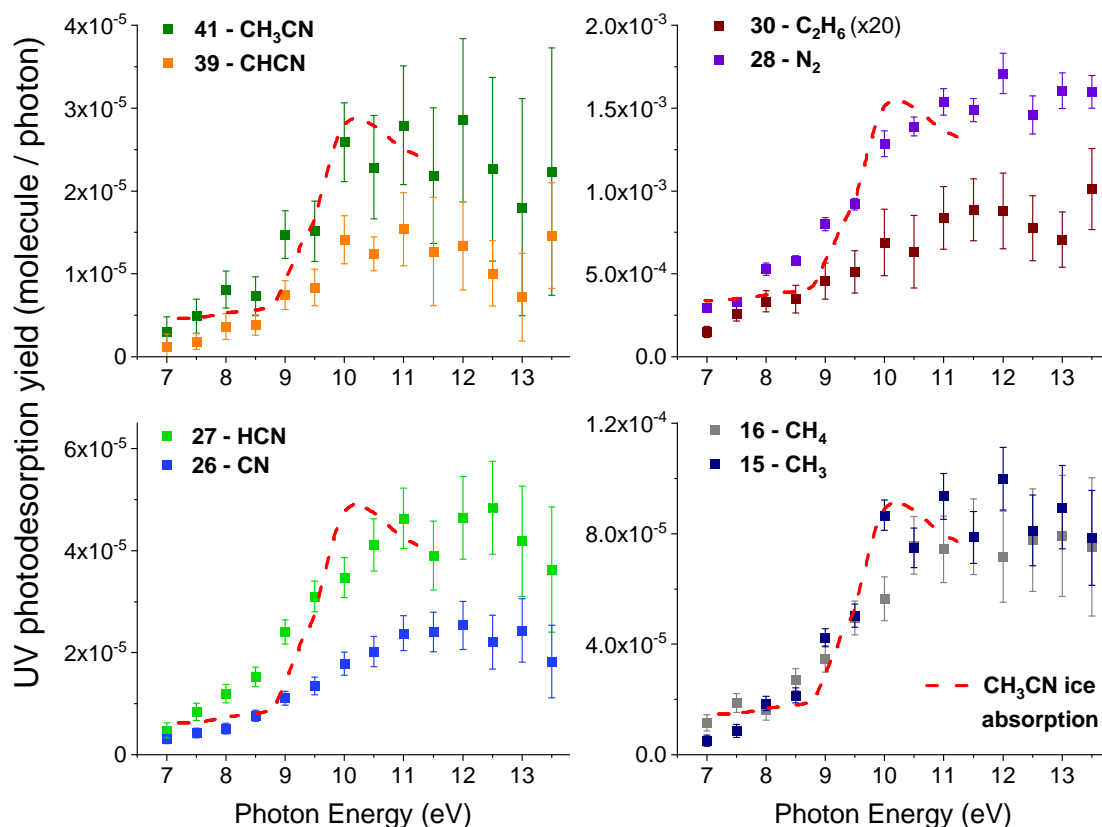 UV photodesorption yield (molecule / photon)
4x10⁻⁵
3x10⁻⁵
2x10⁻⁵
1x10⁻⁵
0
41 - CH₃CN
39 - CHCN
7 8 9 10 11 12 13
2.0x10⁻³
1.5x10⁻³
1.0x10⁻³
5.0x10⁻⁴
0.0
30 - C₂H₆ (x20)
28 - N₂
7 8 9 10 11 12 13
6x10⁻⁵
4x10⁻⁵
2x10⁻⁵
0
27 - HCN
26 - CN
7 8 9 10 11 12 13
Photon Energy (eV)
1.2x10⁻⁴
8.0x10⁻⁵
4.0x10⁻⁵
0.0
16 - CH₄
15 - CH₃
CH₃CN ice
absorption
7 8 9 10 11 12 13
Photon Energy (eV)